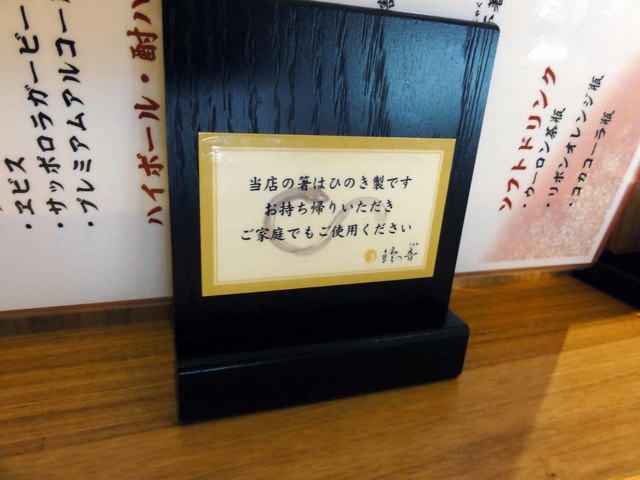 当店の箸はひのき製です
お持ち帰りいただき
ご家庭でもご使用ください
ソフトドリンク
・ウーロン茶瓶
・リボンオレンジ瓶
・コカコーラ瓶
ハイボール・酎ハ
・プレミアムアルコール
・サッポロラガービー
・ヱビス